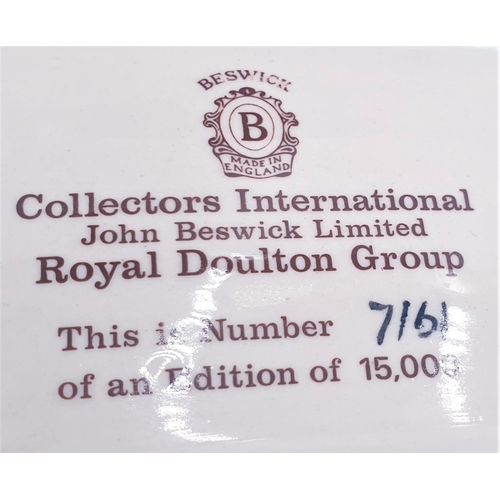 BESWICK
B
MADE IN
ENGLAND
Collectors International
John Beswick Limited
Royal Doulton Group
This is Number 7161
of an Edition of 15,000